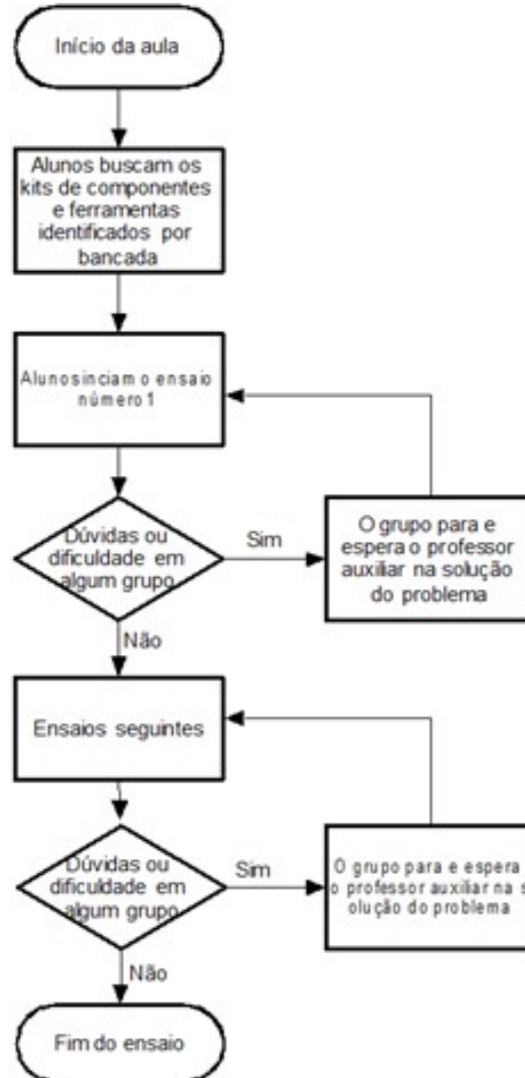 Início da aula
Alunos buscam os
kits de componentes
e ferramentas
identificados por
bancada
Alunos inciam o ensaio
número 1
Dúvidas ou
dificuldade em
algum grupo
Sim
O grupo para e
espera o professor
auxiliar na solução
do problema
Não
Ensaios seguintes
Dúvidas ou
dificuldade em
algum grupo
Sim
O grupo para e espera
o professor auxiliar na s
olução do problema
Não
Fim do ensaio